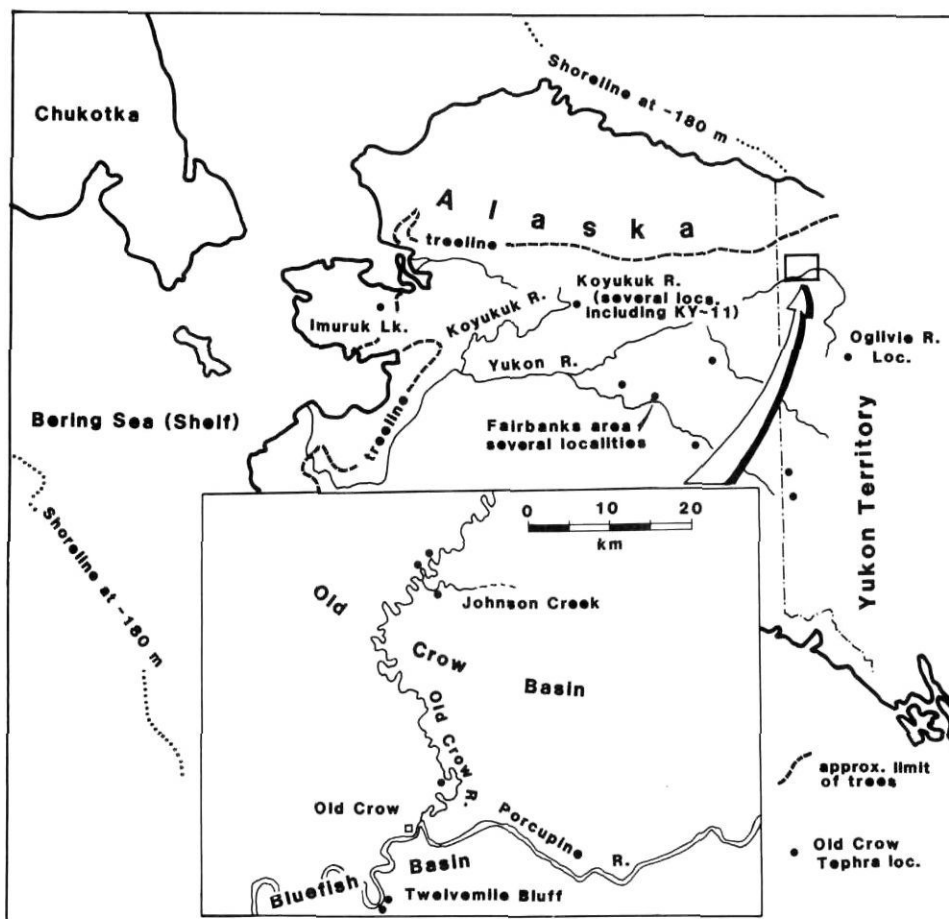 Chukotka
Shoreline at ~180 m
Alaska
treeline
Koyukuk R.
(several locs.
including KY-11)
Imuruk Lk.
Koyukuk R.
Ogilvie R.
Loc.
Yukon R.
Bering Sea (Shelf)
treeline
Fairbanks area
several localities
Yukon Territory
Shoreline at ~180 m
0 10 20
km
Old
Johnson Creek
Crow
Basin
Old Crow R.
Old Crow
Porcupine R.
Basin
Bluefish
Twelvemile Bluff
approx. limit
of trees
Old Crow
Tephra loc.